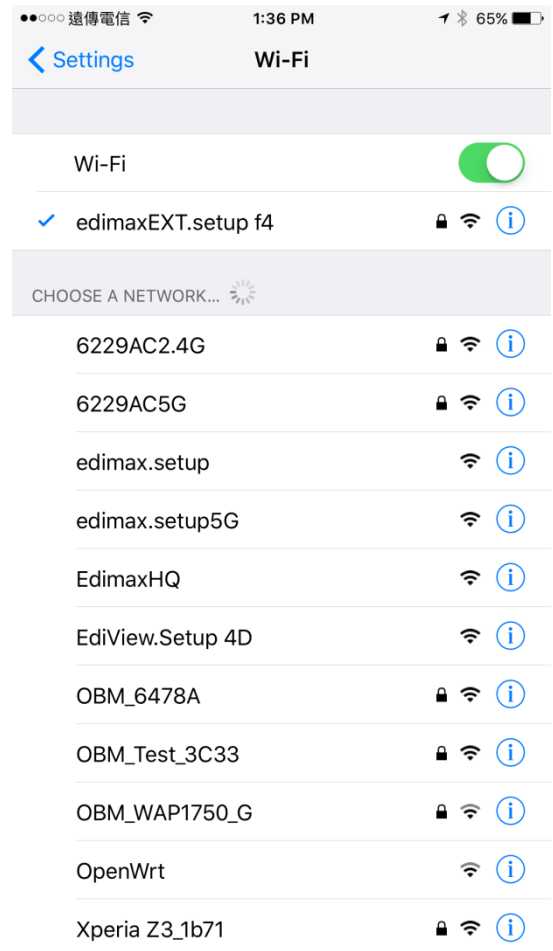 遠傳電信 1:36 PM 65%
Settings Wi-Fi
Wi-Fi
edimaxEXT.setup f4
CHOOSE A NETWORK...
6229AC2.4G
6229AC5G
edimax.setup
edimax.setup5G
EdimaxHQ
EdiView.Setup 4D
OBM_6478A
OBM_Test_3C33
OBM_WAP1750_G
OpenWrt
Xperia Z3_1b71